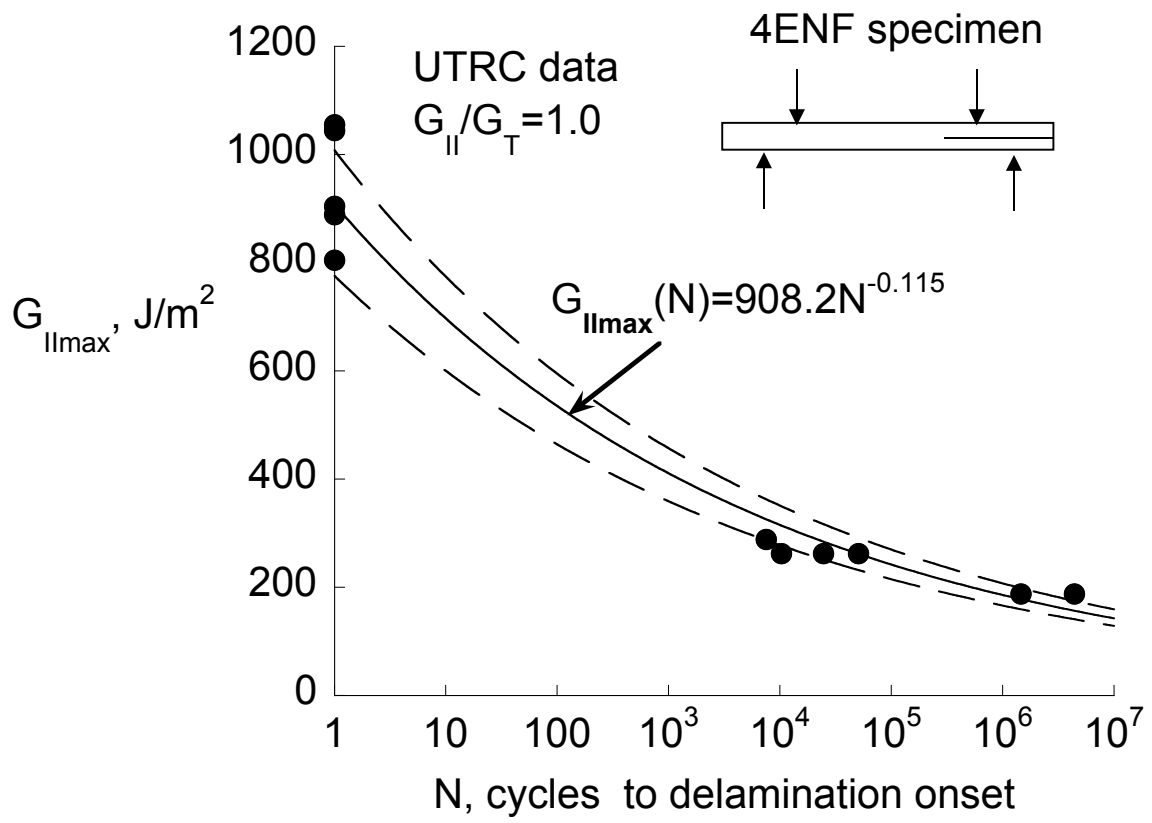 4ENF specimen
UTRC data
G_II/G_T=1.0
G_IImax(N)=908.2N^-0.115
G_IImax, J/m^2
1200
1000
800
600
400
200
0
1 10 100 10^3 10^4 10^5 10^6 10^7
N, cycles to delamination onset